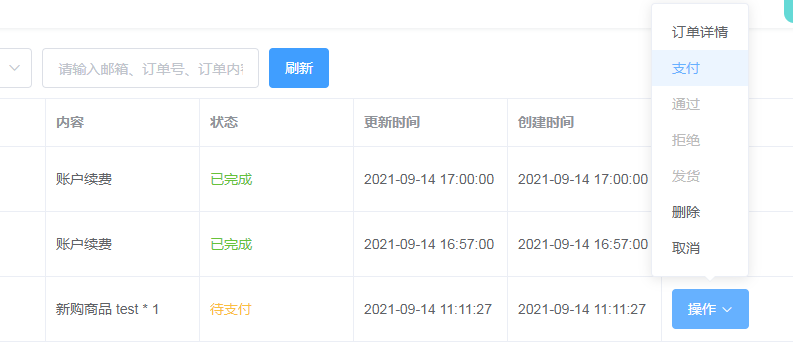 请输入邮箱、订单号、订单内容
刷新
内容
状态
更新时间
创建时间
账户续费
已完成
2021-09-14 17:00:00
2021-09-14 17:00:00
账户续费
已完成
2021-09-14 16:57:00
2021-09-14 16:57:00
新购商品 test * 1
待支付
2021-09-14 11:11:27
2021-09-14 11:11:27
操作
订单详情
支付
通过
拒绝
发货
删除
取消